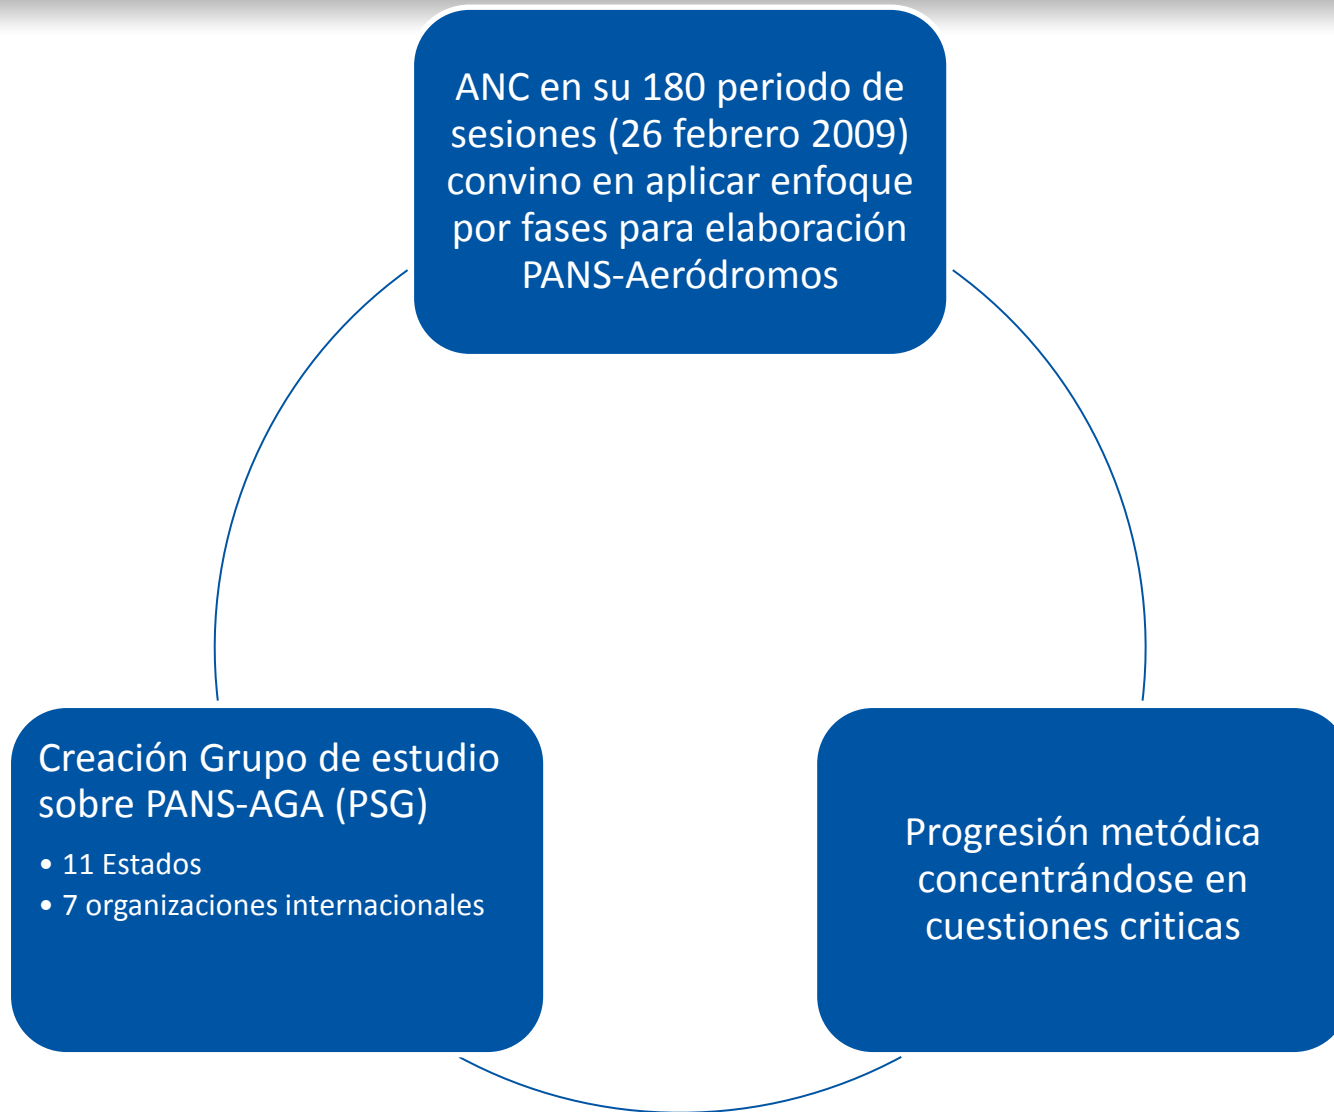 ANC en su 180 periodo de
sesiones (26 febrero 2009)
convino en aplicar enfoque
por fases para elaboración
PANS-Aeródromos
Creación Grupo de estudio
sobre PANS-AGA (PSG)
• 11 Estados
• 7 organizaciones internacionales
Progresión metódica
concentrándose en
cuestiones criticas